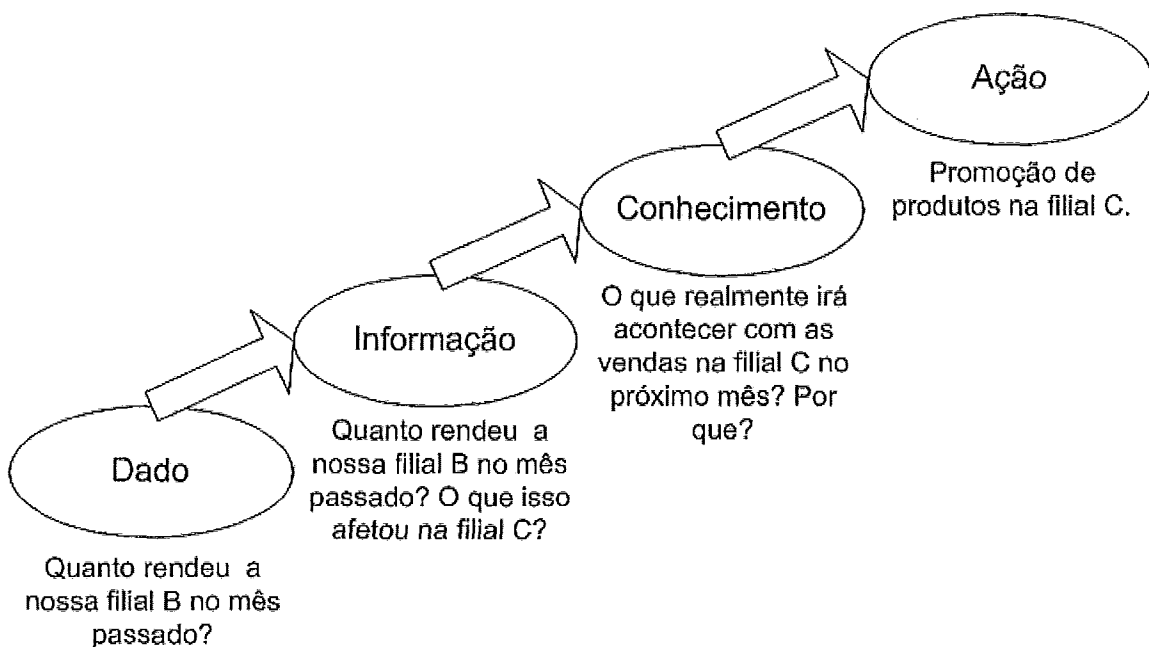 Ação
Promoção de
produtos na filial C.
Conhecimento
O que realmente irá
acontecer com as
vendas na filial C no
próximo mês? Por
que?
Informação
Quanto rendeu a
nossa filial B no mês
passado? O que isso
afetou na filial C?
Dado
Quanto rendeu a
nossa filial B no mês
passado?